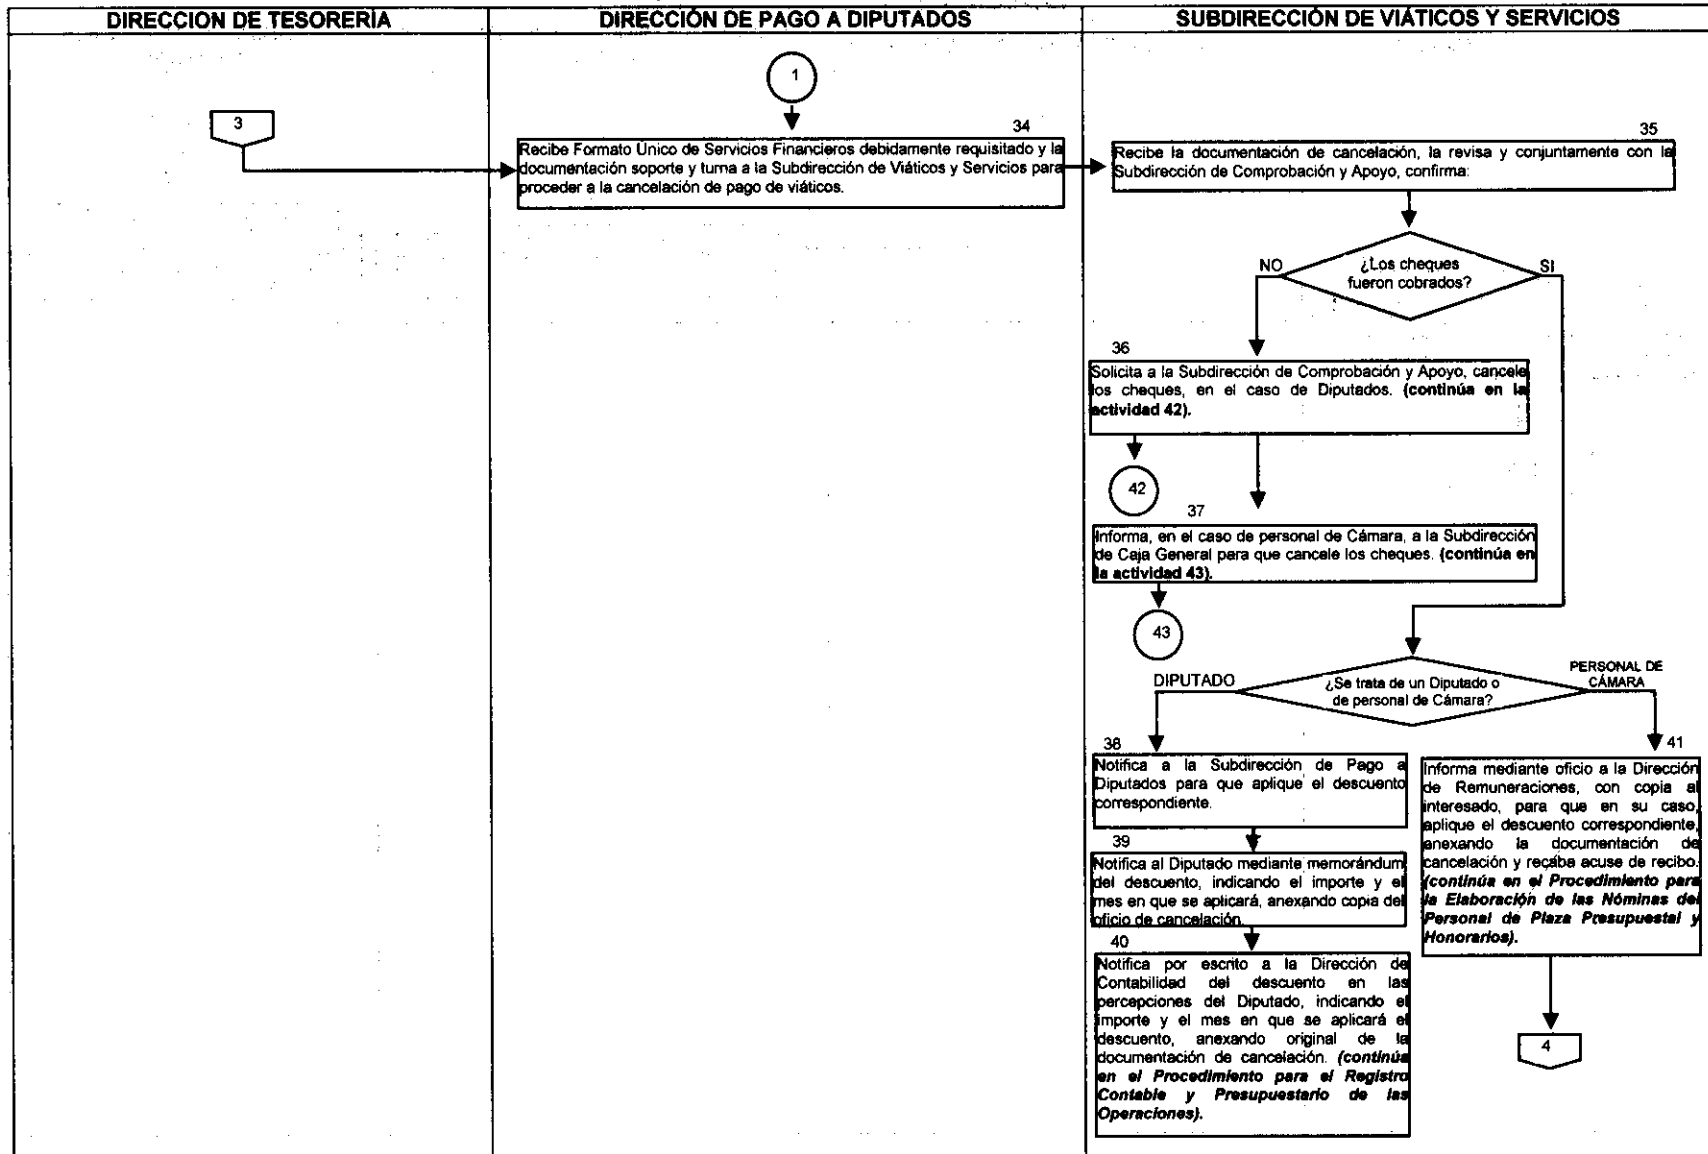 DIRECCION DE TESORERÍA
DIRECCIÓN DE PAGO A DIPUTADOS
SUBDIRECCIÓN DE VIÁTICOS Y SERVICIOS
1
3
34
Recibe Formato Único de Servicios Financieros debidamente requisitado y la
documentación soporte y turna a la Subdirección de Viáticos y Servicios para
proceder a la cancelación de pago de viáticos.
35
Recibe la documentación de cancelación, la revisa y conjuntamente con la
Subdirección de Comprobación y Apoyo, confirma:
¿Los cheques
fueron cobrados?
NO
SI
36
Solicita a la Subdirección de Comprobación y Apoyo, cancele
los cheques, en el caso de Diputados. (continúa en la
actividad 42).
42
37
Informa, en el caso de personal de Cámara, a la Subdirección
de Caja General para que cancele los cheques. (continúa en
la actividad 43).
43
¿Se trata de un Diputado o
de personal de Cámara?
DIPUTADO
PERSONAL DE
CÁMARA
38
Notifica a la Subdirección de Pago a
Diputados para que aplique el descuento
correspondiente.
39
Notifica al Diputado mediante memorándum
del descuento, indicando el importe y el
mes en que se aplicará, anexando copia del
oficio de cancelación.
40
Notifica por escrito a la Dirección de
Contabilidad del descuento en las
percepciones del Diputado, indicando el
importe y el mes en que se aplicará el
descuento, anexando original de la
documentación de cancelación. (continúa
en el Procedimiento para el Registro
Contable y Presupuestario de las
Operaciones).
41
Informa mediante oficio a la Dirección
de Remuneraciones, con copia al
interesado, para que en su caso,
aplique el descuento correspondiente,
anexando la documentación de
cancelación y recaba acuse de recibo.
(continúa en el Procedimiento para
la Elaboración de las Nóminas del
Personal de Plaza Presupuestal y
Honorarios).
4